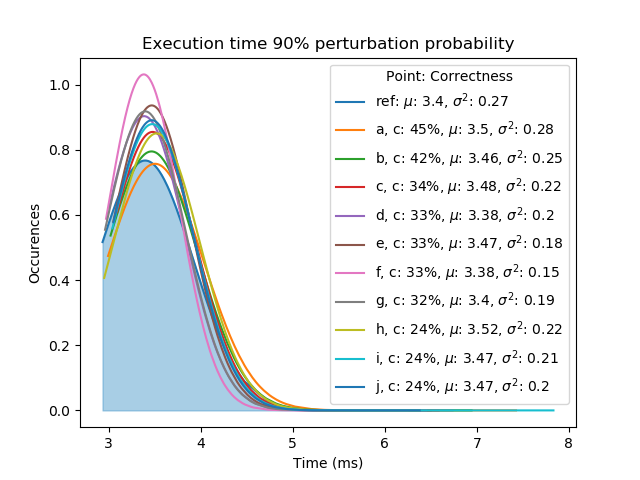 Execution time 90% perturbation probability
Occurences
1.0
0.8
0.6
0.4
0.2
0.0
3
4
5
6
7
8
Time (ms)
Point: Correctness
ref: μ: 3.4, σ²: 0.27
a, c: 45%, μ: 3.5, σ²: 0.28
b, c: 42%, μ: 3.46, σ²: 0.25
c, c: 34%, μ: 3.48, σ²: 0.22
d, c: 33%, μ: 3.38, σ²: 0.2
e, c: 33%, μ: 3.47, σ²: 0.18
f, c: 33%, μ: 3.38, σ²: 0.15
g, c: 32%, μ: 3.4, σ²: 0.19
h, c: 24%, μ: 3.52, σ²: 0.22
i, c: 24%, μ: 3.47, σ²: 0.21
j, c: 24%, μ: 3.47, σ²: 0.2